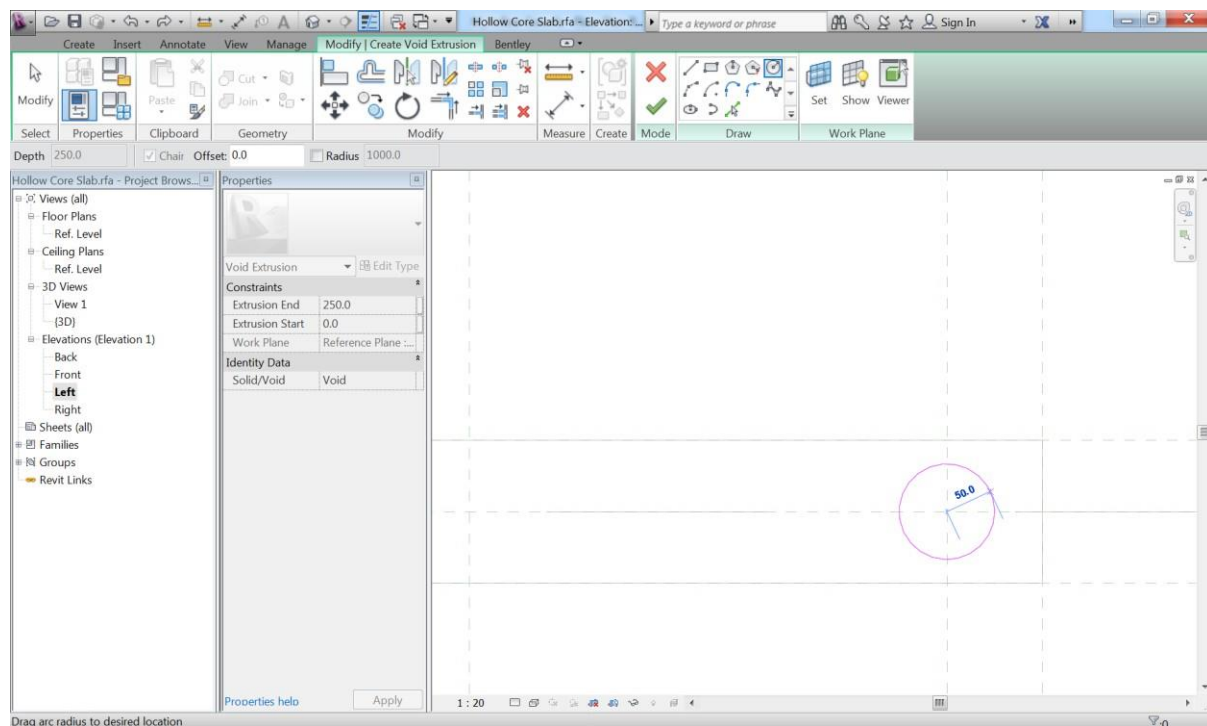 Hollow Core Slab.rfa - Elevation: ...
Type a keyword or phrase
Sign In
Create Insert Annotate View Manage Modify | Create Void Extrusion Bentley
Modify
Paste
Cut
Join
Set Show Viewer
Select Properties Clipboard Geometry Modify Measure Create Mode Draw Work Plane
Depth 250.0 Chair Offset: 0.0 Radius 1000.0
Hollow Core Slab.rfa - Project Brows...
Views (all)
Floor Plans
Ref. Level
Ceiling Plans
Ref. Level
3D Views
View 1
{3D}
Elevations (Elevation 1)
Back
Front
Left
Right
Sheets (all)
Families
Groups
Revit Links
Properties
Void Extrusion Edit Type
Constraints
Extrusion End 250.0
Extrusion Start 0.0
Work Plane Reference Plane :...
Identity Data
Solid/Void Void
Properties help Apply
50.0
1 : 20
Drag arc radius to desired location
:0